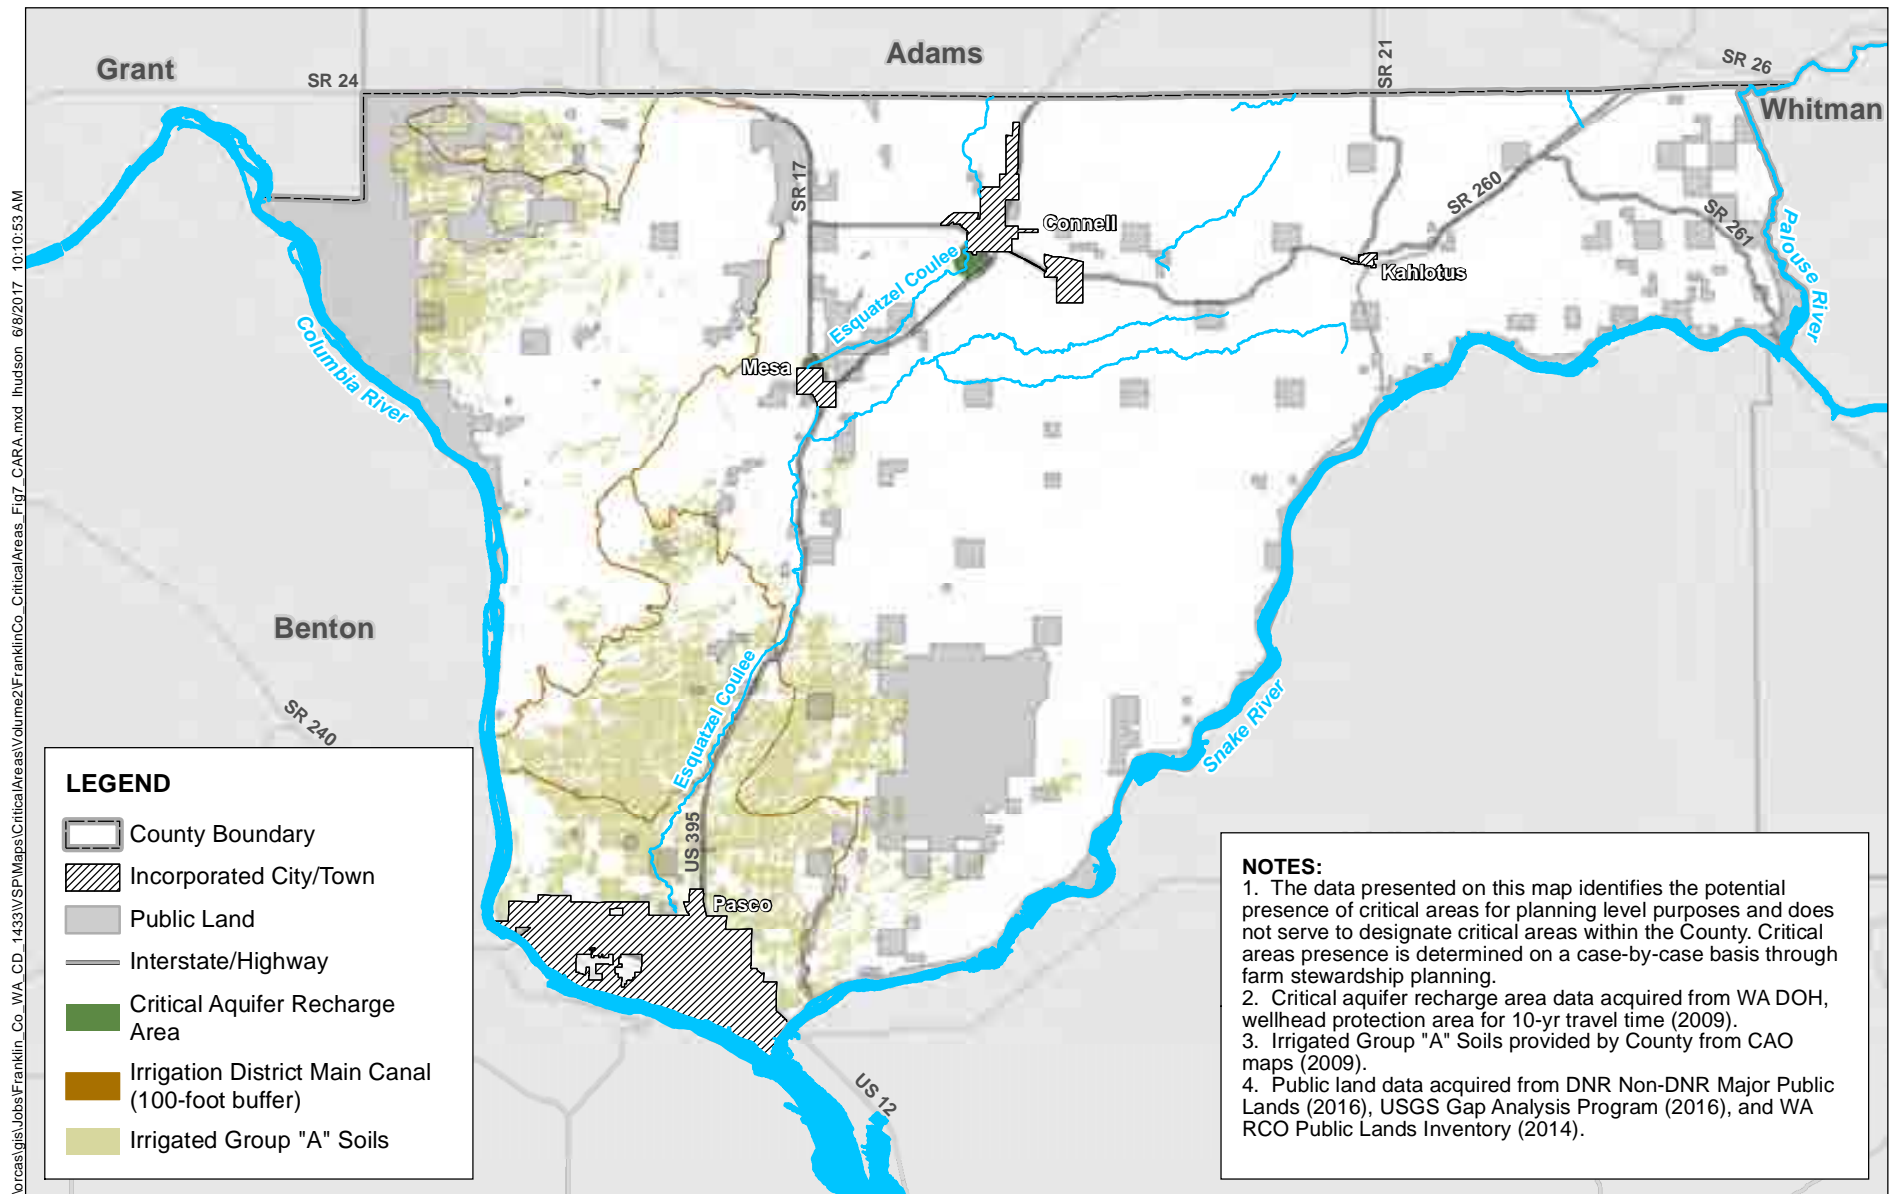 Grant
Adams
SR 24
SR 21
SR 26
Whitman
SR 17
Connell
SR 260
SR 261
Palouse River
Kahlotus
Esquatzel Coulee
Mesa
Columbia River
Benton
SR 240
Esquatzel Coulee
Snake River
US 395
Pasco
US 12
LEGEND
County Boundary
Incorporated City/Town
Public Land
Interstate/Highway
Critical Aquifer Recharge
Area
Irrigation District Main Canal
(100-foot buffer)
Irrigated Group "A" Soils
NOTES:
1. The data presented on this map identifies the potential
presence of critical areas for planning level purposes and does
not serve to designate critical areas within the County. Critical
areas presence is determined on a case-by-case basis through
farm stewardship planning.
2. Critical aquifer recharge area data acquired from WA DOH,
wellhead protection area for 10-yr travel time (2009).
3. Irrigated Group "A" Soils provided by County from CAO
maps (2009).
4. Public land data acquired from DNR Non-DNR Major Public
Lands (2016), USGS Gap Analysis Program (2016), and WA
RCO Public Lands Inventory (2014).
\orcas\gis\Jobs\Franklin_Co_WA_CD_1433\VSP\Maps\CriticalAreas\Volume2\FranklinCo_CriticalAreas_Fig7_CARA.mxd lhudson 6/8/2017 10:10:53 AM